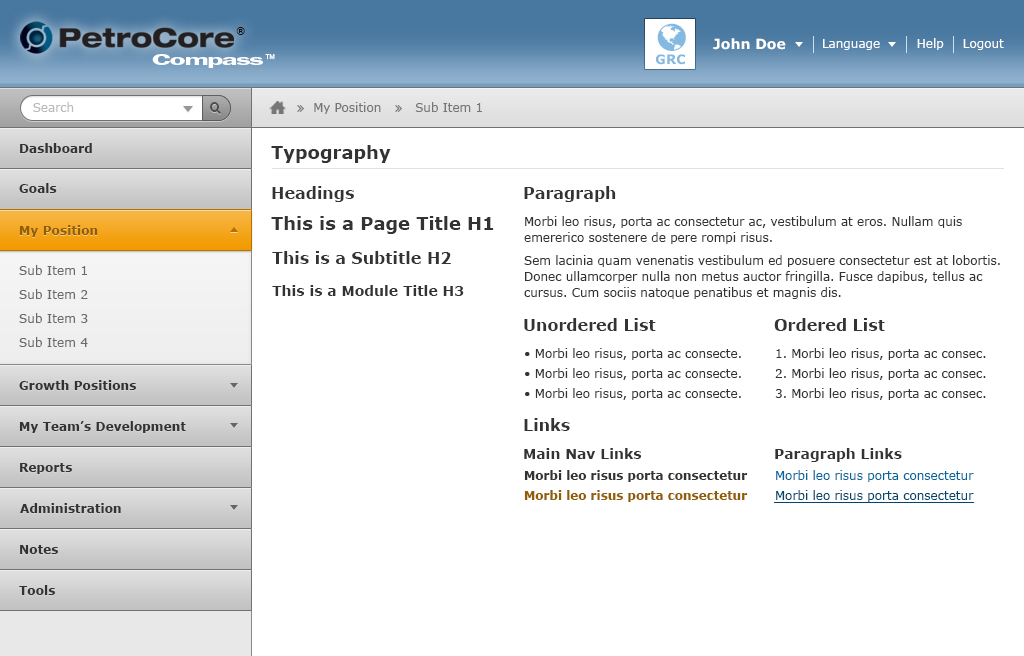 PetroCore®
Compass™
GRC
John Doe
Language
Help
Logout
Search
» My Position » Sub Item 1
Dashboard
Goals
My Position
Sub Item 1
Sub Item 2
Sub Item 3
Sub Item 4
Growth Positions
My Team’s Development
Reports
Administration
Notes
Tools
Typography
Headings
This is a Page Title H1
This is a Subtitle H2
This is a Module Title H3
Paragraph
Morbi leo risus, porta ac consectetur ac, vestibulum at eros. Nullam quis
emererico sostenere de pere rompi risus.
Sem lacinia quam venenatis vestibulum ed posuere consectetur est at lobortis.
Donec ullamcorper nulla non metus auctor fringilla. Fusce dapibus, tellus ac
cursus. Cum sociis natoque penatibus et magnis dis.
Unordered List
• Morbi leo risus, porta ac consecte.
• Morbi leo risus, porta ac consecte.
• Morbi leo risus, porta ac consecte.
Ordered List
1. Morbi leo risus, porta ac consec.
2. Morbi leo risus, porta ac consec.
3. Morbi leo risus, porta ac consec.
Links
Main Nav Links
Morbi leo risus porta consectetur
Morbi leo risus porta consectetur
Paragraph Links
Morbi leo risus porta consectetur
Morbi leo risus porta consectetur